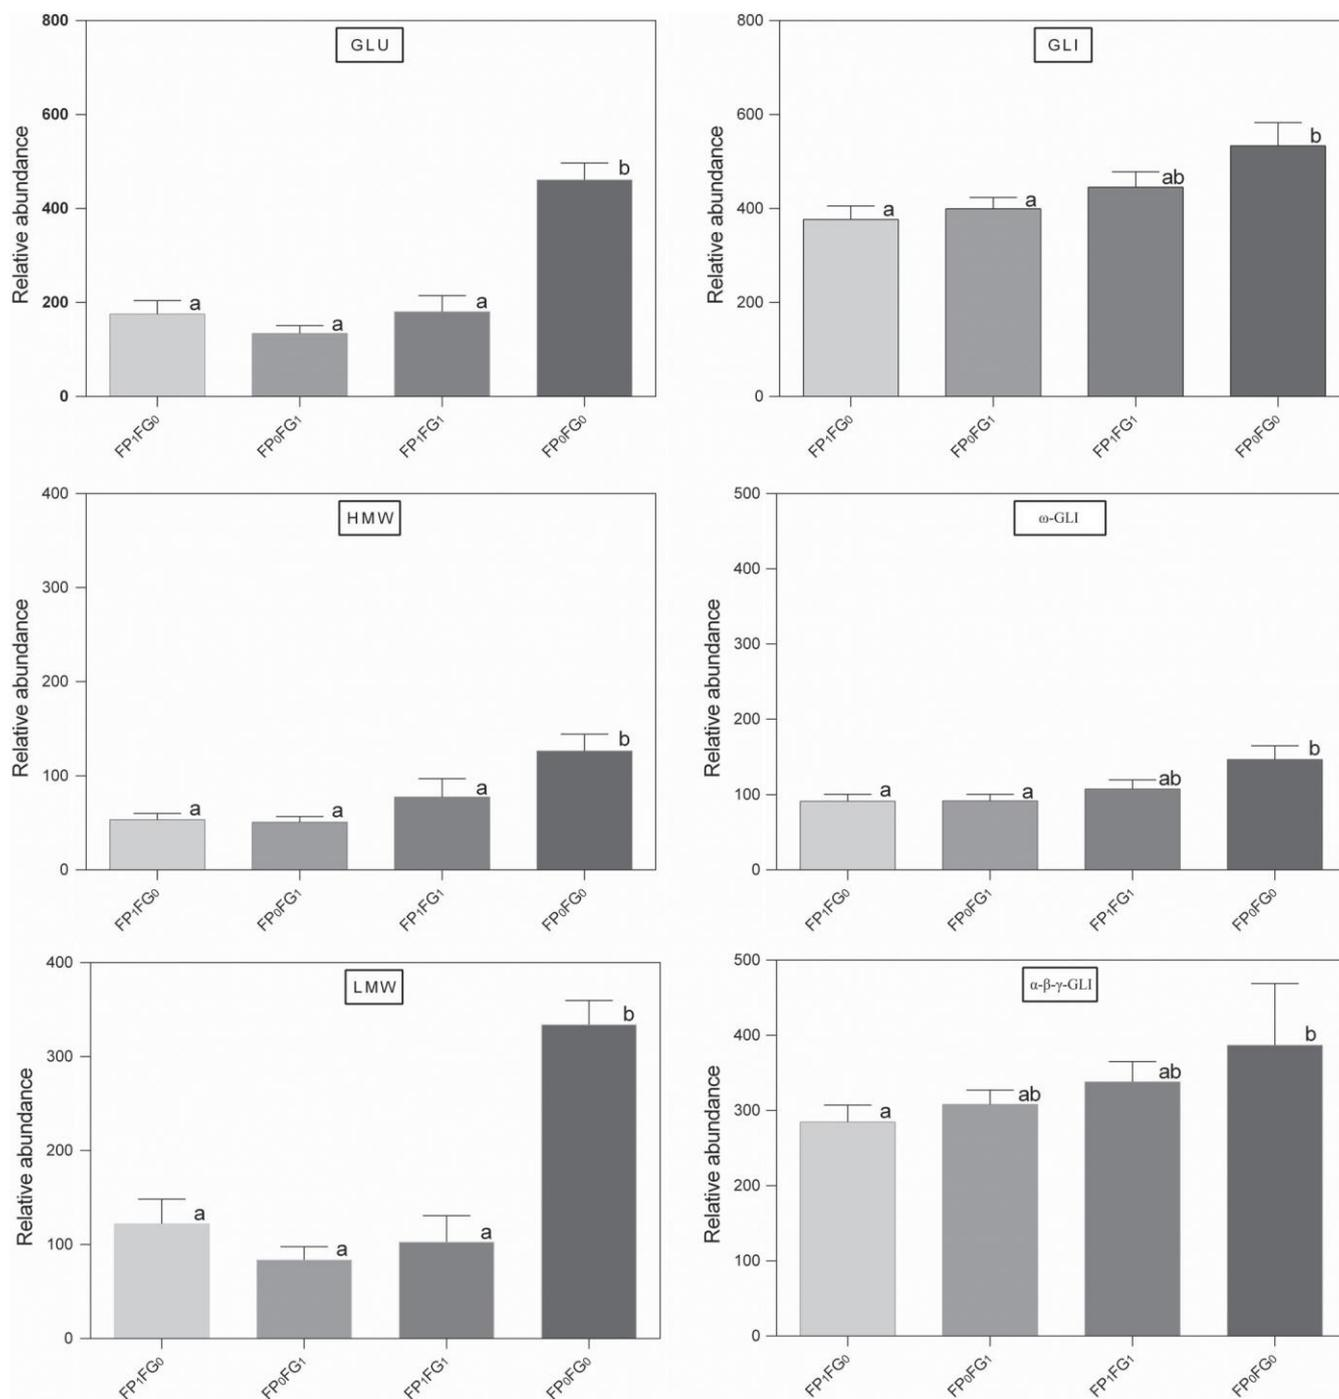 GLU
Relative abundance
800
600
400
200
0
a
a
a
b
FP₁FG₀
FP₀FG₁
FP₁FG₁
FP₀FG₀
GLI
Relative abundance
800
600
400
200
0
a
a
ab
b
FP₁FG₀
FP₀FG₁
FP₁FG₁
FP₀FG₀
HMW
Relative abundance
400
300
200
100
0
a
a
a
b
FP₁FG₀
FP₀FG₁
FP₁FG₁
FP₀FG₀
ω-GLI
Relative abundance
500
400
300
200
100
0
a
a
ab
b
FP₁FG₀
FP₀FG₁
FP₁FG₁
FP₀FG₀
LMW
Relative abundance
400
300
200
100
0
a
a
a
b
FP₁FG₀
FP₀FG₁
FP₁FG₁
FP₀FG₀
α-β-γ-GLI
Relative abundance
500
400
300
200
100
0
a
ab
ab
b
FP₁FG₀
FP₀FG₁
FP₁FG₁
FP₀FG₀